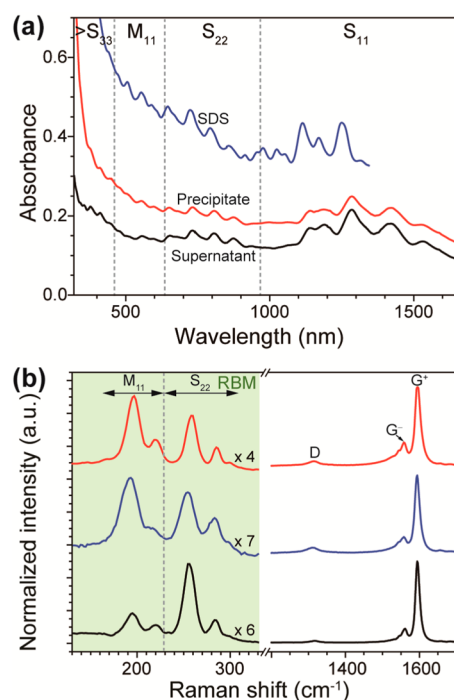 (a)
>S33 M11 S22 S11
0.6
0.4
0.2
0.0
Absorbance
SDS
Precipitate
Supernatant
500 1000 1500
Wavelength (nm)
(b)
M11 S22 RBM
G+
G−
D
x 4
x 7
x 6
Normalized intensity (a.u.)
200 300 1400 1600
Raman shift (cm-1)